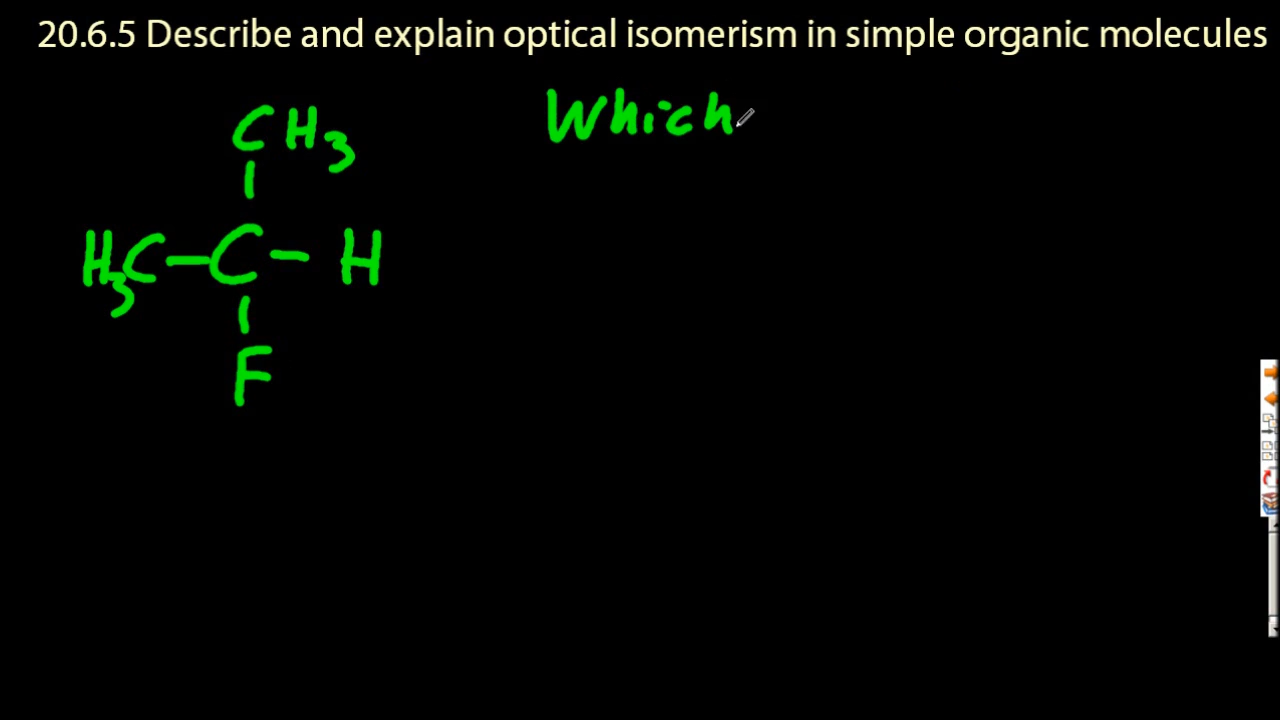 20.6.5 Describe and explain optical isomerism in simple organic molecules
Which
CH3
H3C-C-H
F